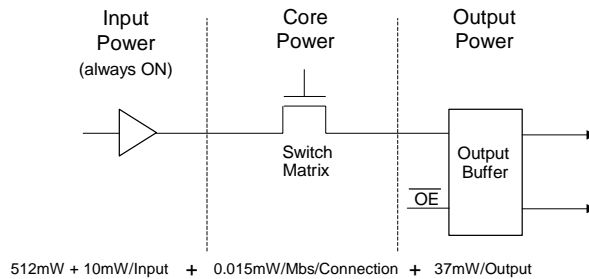 Input
Power
(always ON)
Core
Power
Output
Power
Switch
Matrix
Output
Buffer
OE
512mW + 10mW/Input + 0.015mW/Mbs/Connection + 37mW/Output